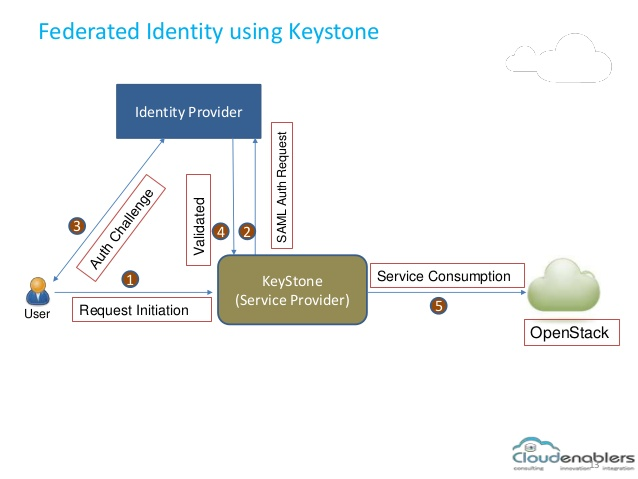 Federated Identity using Keystone
Identity Provider
SAML Auth Request
Auth Challenge
Validated
3
4
2
1
KeyStone
(Service Provider)
Service Consumption
5
User
Request Initiation
OpenStack
Cloudenablers
consulting innovation integration
13